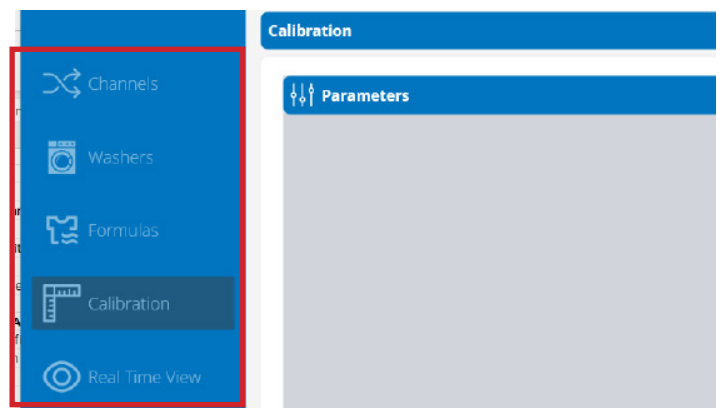 Calibration
Channels
Parameters
Washers
Formulas
Calibration
Real Time View